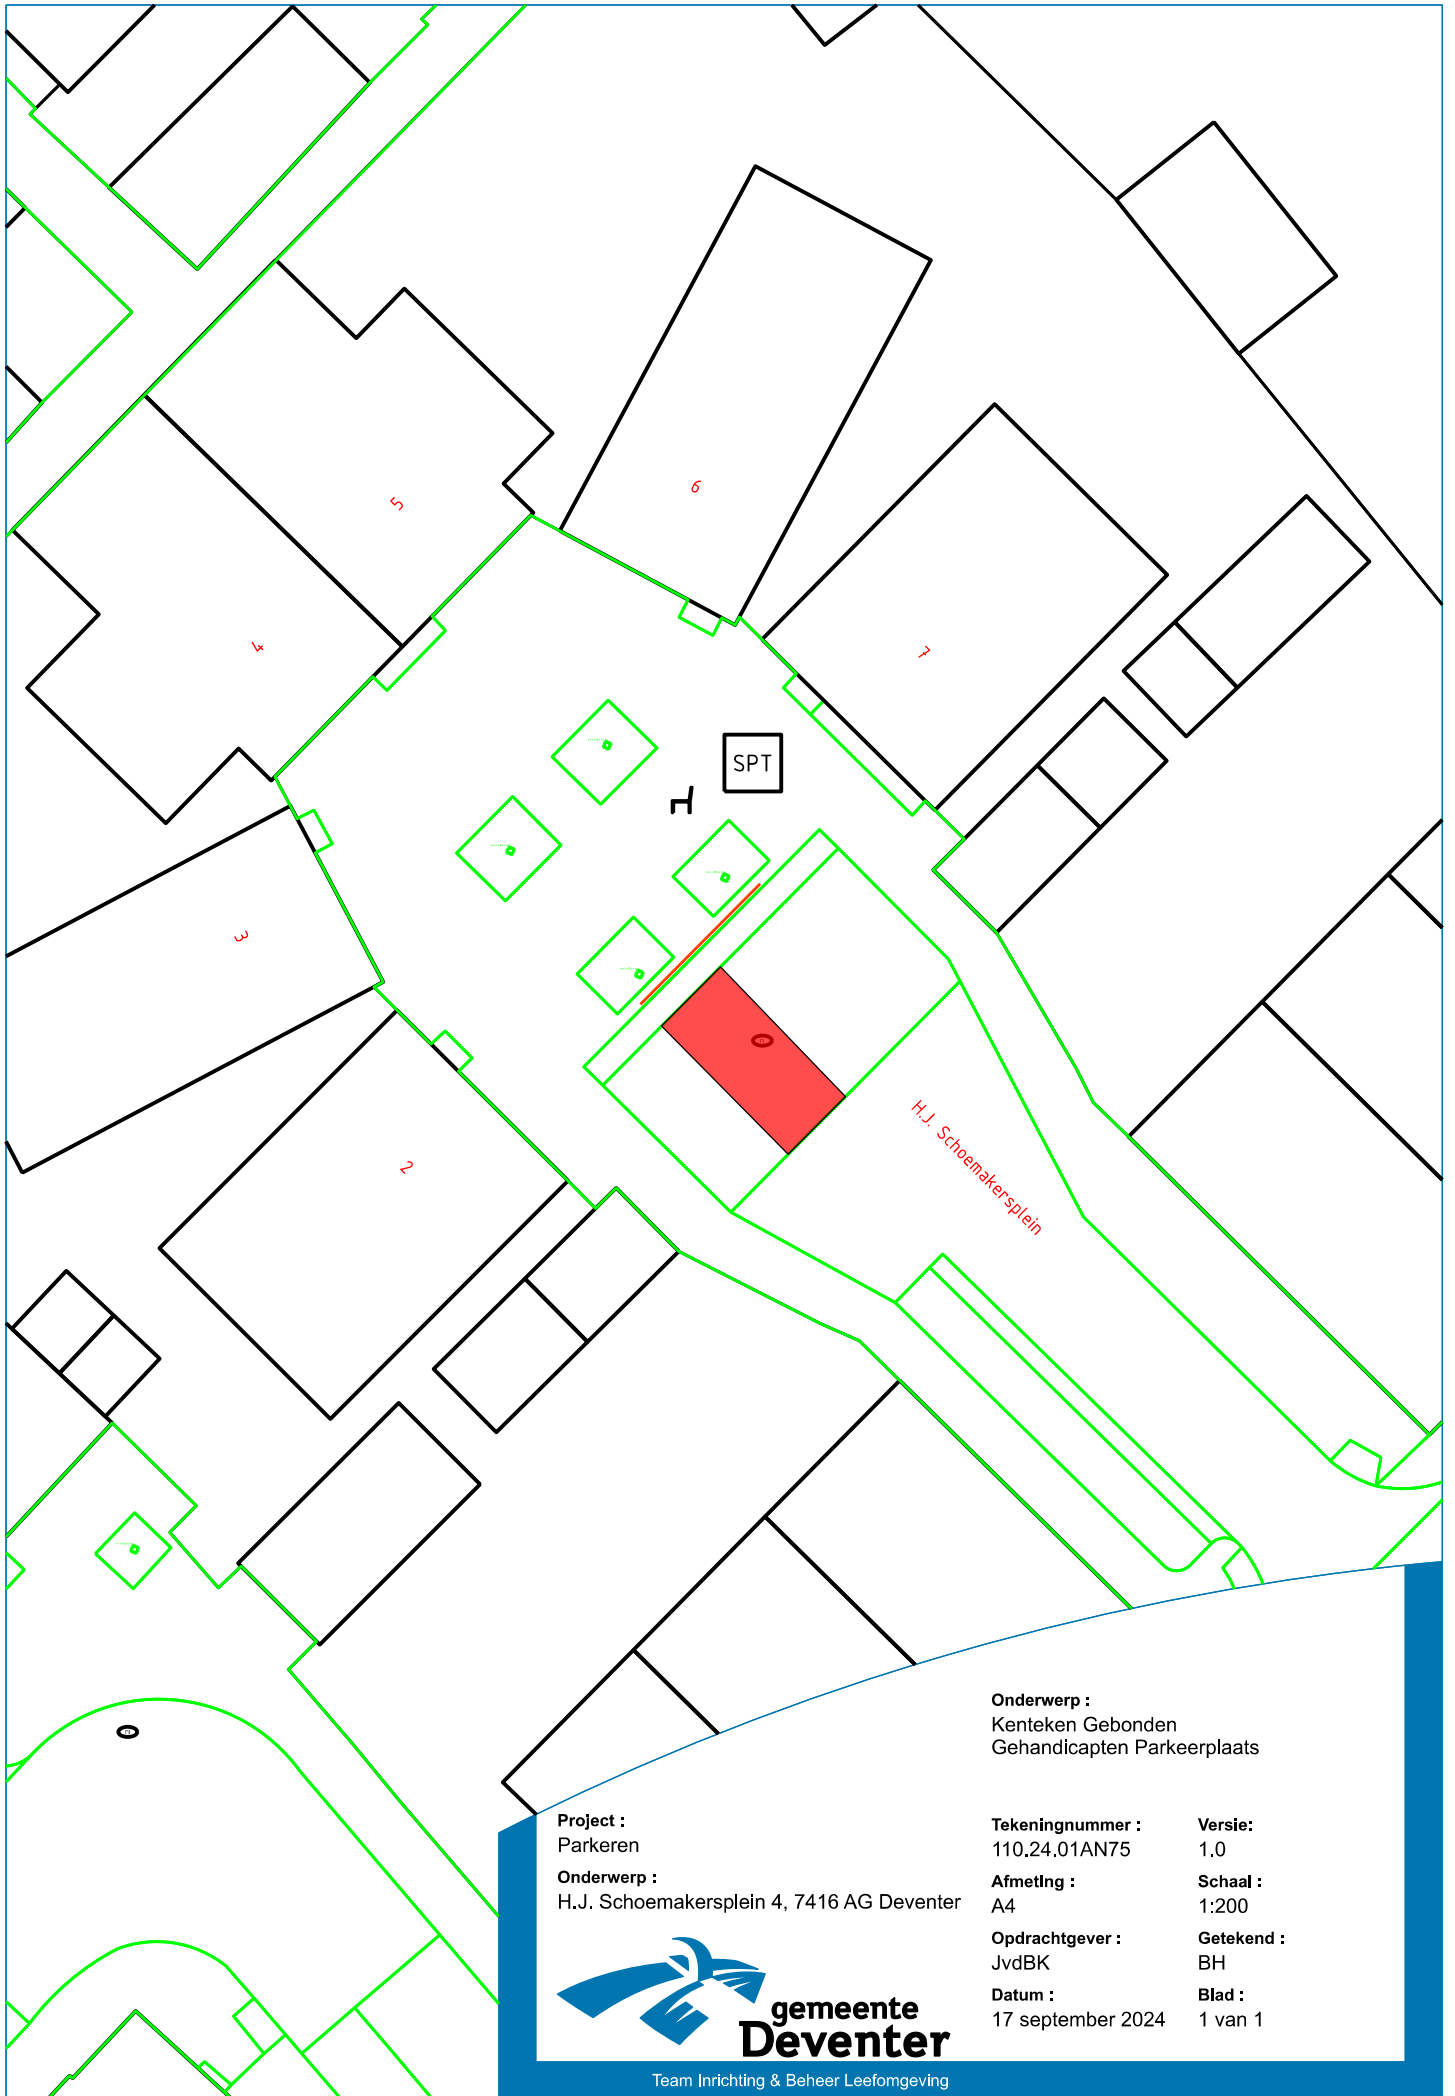 6
5
4
7
SPT
3
2
H.J. Schoemakersplein
Onderwerp :
Kenteken Gebonden
Gehandicapten Parkeerplaats
Project :
Parkeren
Onderwerp :
H.J. Schoemakersplein 4, 7416 AG Deventer
Tekeningnummer :
110.24.01AN75
Versie:
1.0
Afmeting :
A4
Schaal :
1:200
Opdrachtgever :
JvdBK
Getekend :
BH
Datum :
17 september 2024
Blad :
1 van 1
gemeente
Deventer
Team Inrichting & Beheer Leefomgeving